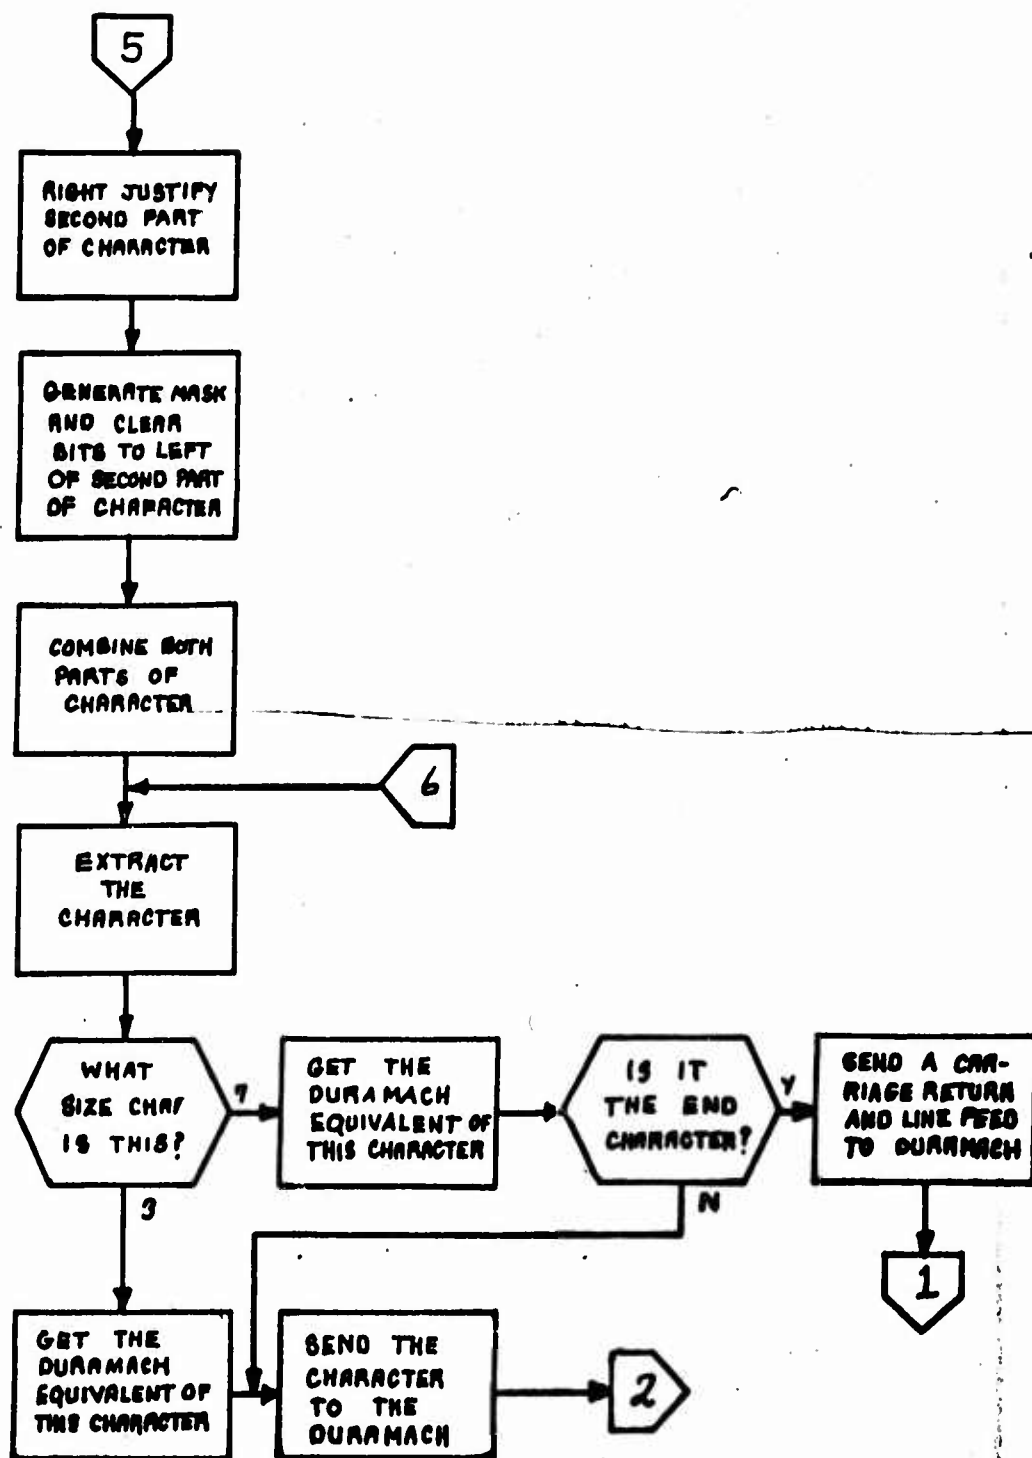 5
RIGHT JUSTIFY
SECOND PART
OF CHARACTER
GENERATE MASK
AND CLEAR
BITS TO LEFT
OF SECOND PART
OF CHARACTER
COMBINE BOTH
PARTS OF
CHARACTER
6
EXTRACT
THE
CHARACTER
WHAT
SIZE CHAR
IS THIS?
7
3
GET THE
DURAMACH
EQUIVALENT OF
THIS CHARACTER
IS IT
THE END
CHARACTER?
Y
N
SEND A CAR-
RIAGE RETURN
AND LINE FEED
TO DURAMACH
1
GET THE
DURAMACH
EQUIVALENT OF
THIS CHARACTER
SEND THE
CHARACTER
TO THE
DURAMACH
2